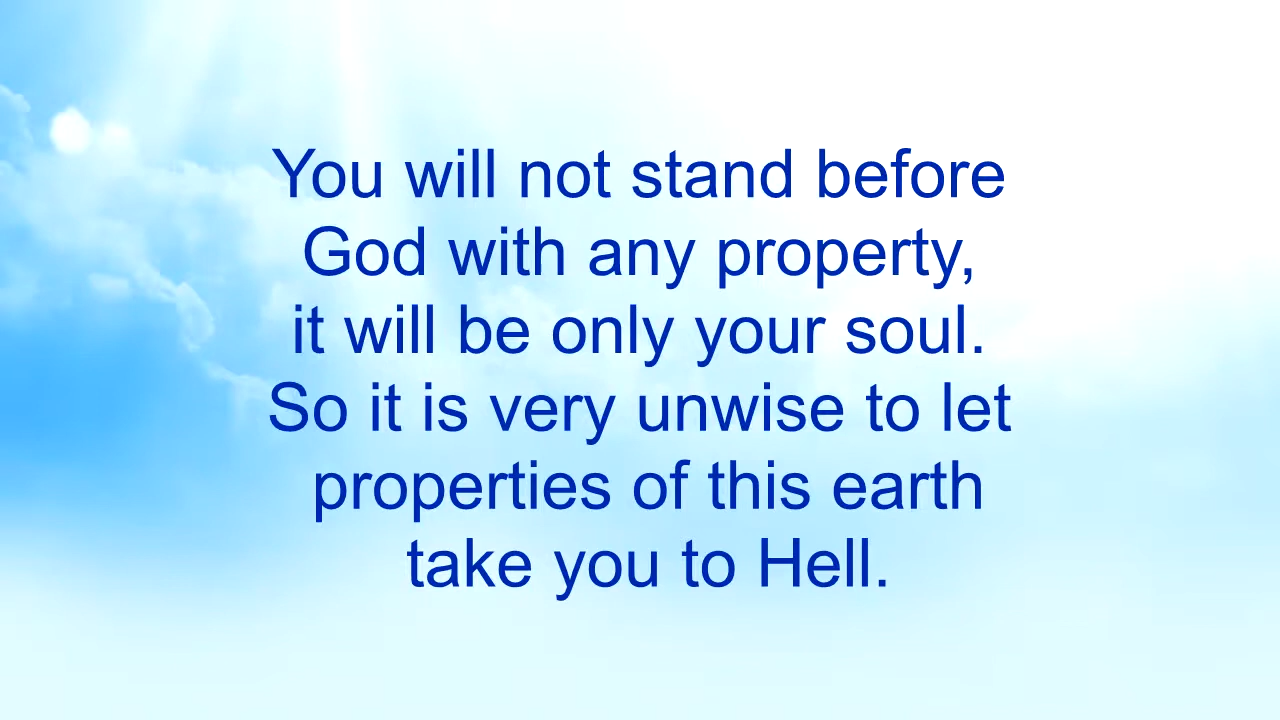 You will not stand before
God with any property,
it will be only your soul.
So it is very unwise to let
properties of this earth
take you to Hell.